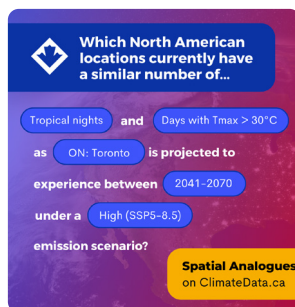 Which North American
locations currently have
a similar number of...
Tropical nights and Days with Tmax > 30°C
as ON: Toronto is projected to
experience between 2041-2070
under a High (SSP5-8.5)
emission scenario?
Spatial Analogues
on ClimateData.ca